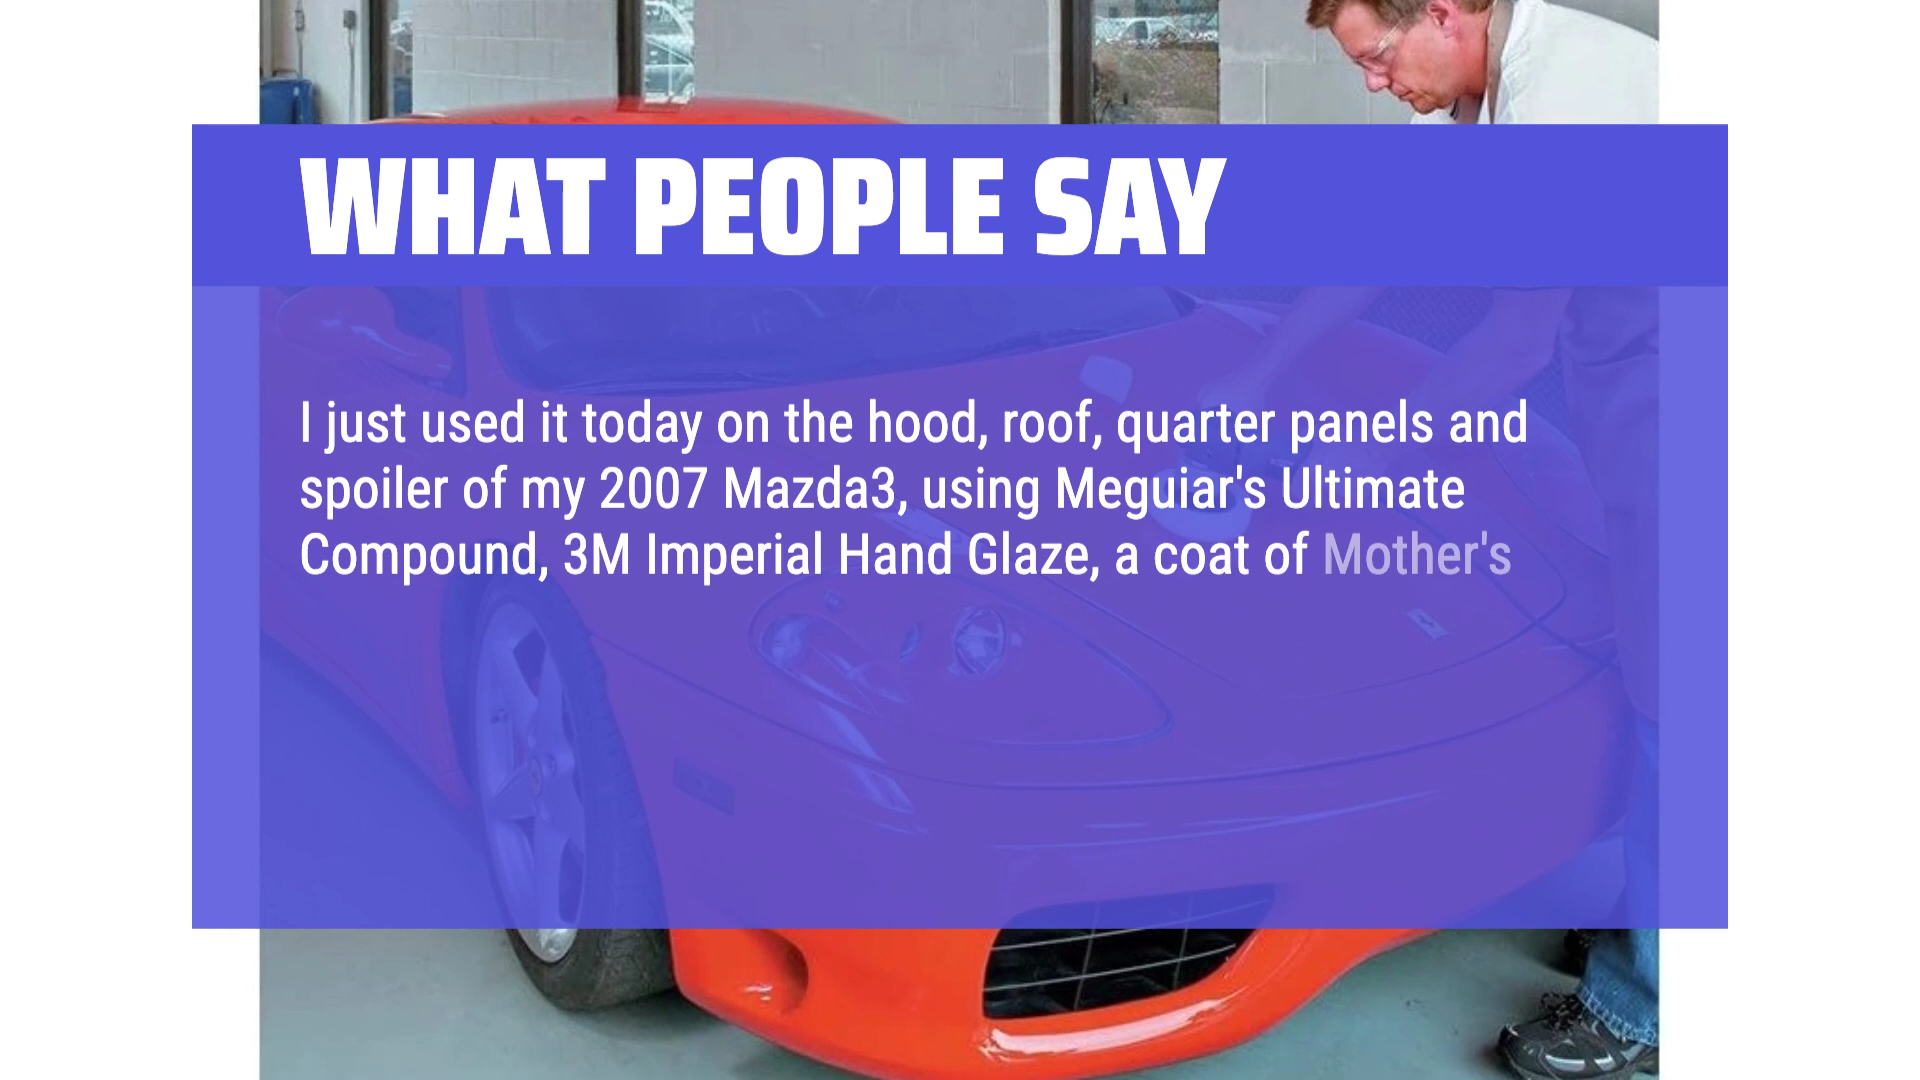 WHAT PEOPLE SAY
I just used it today on the hood, roof, quarter panels and
spoiler of my 2007 Mazda3, using Meguiar's Ultimate
Compound, 3M Imperial Hand Glaze, a coat of Mother's